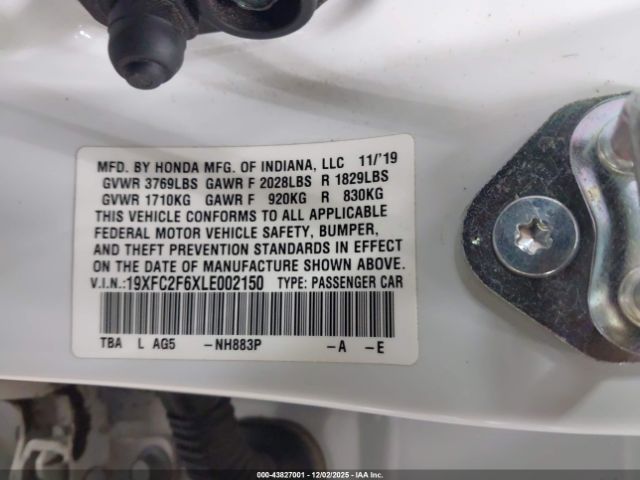 MFD. BY HONDA MFG. OF INDIANA, LLC 11/'19
GVWR 3769LBS GAWR F 2028LBS R 1829LBS
GVWR 1710KG GAWR F 920KG R 830KG
THIS VEHICLE CONFORMS TO ALL APPLICABLE
FEDERAL MOTOR VEHICLE SAFETY, BUMPER,
AND THEFT PREVENTION STANDARDS IN EFFECT
ON THE DATE OF MANUFACTURE SHOWN ABOVE.
V.I.N.:19XFC2F6XLE002150 TYPE: PASSENGER CAR
TBA L AG5 -NH883P -A -E
000-43827001 - 12/02/2025 - IAAI.COM